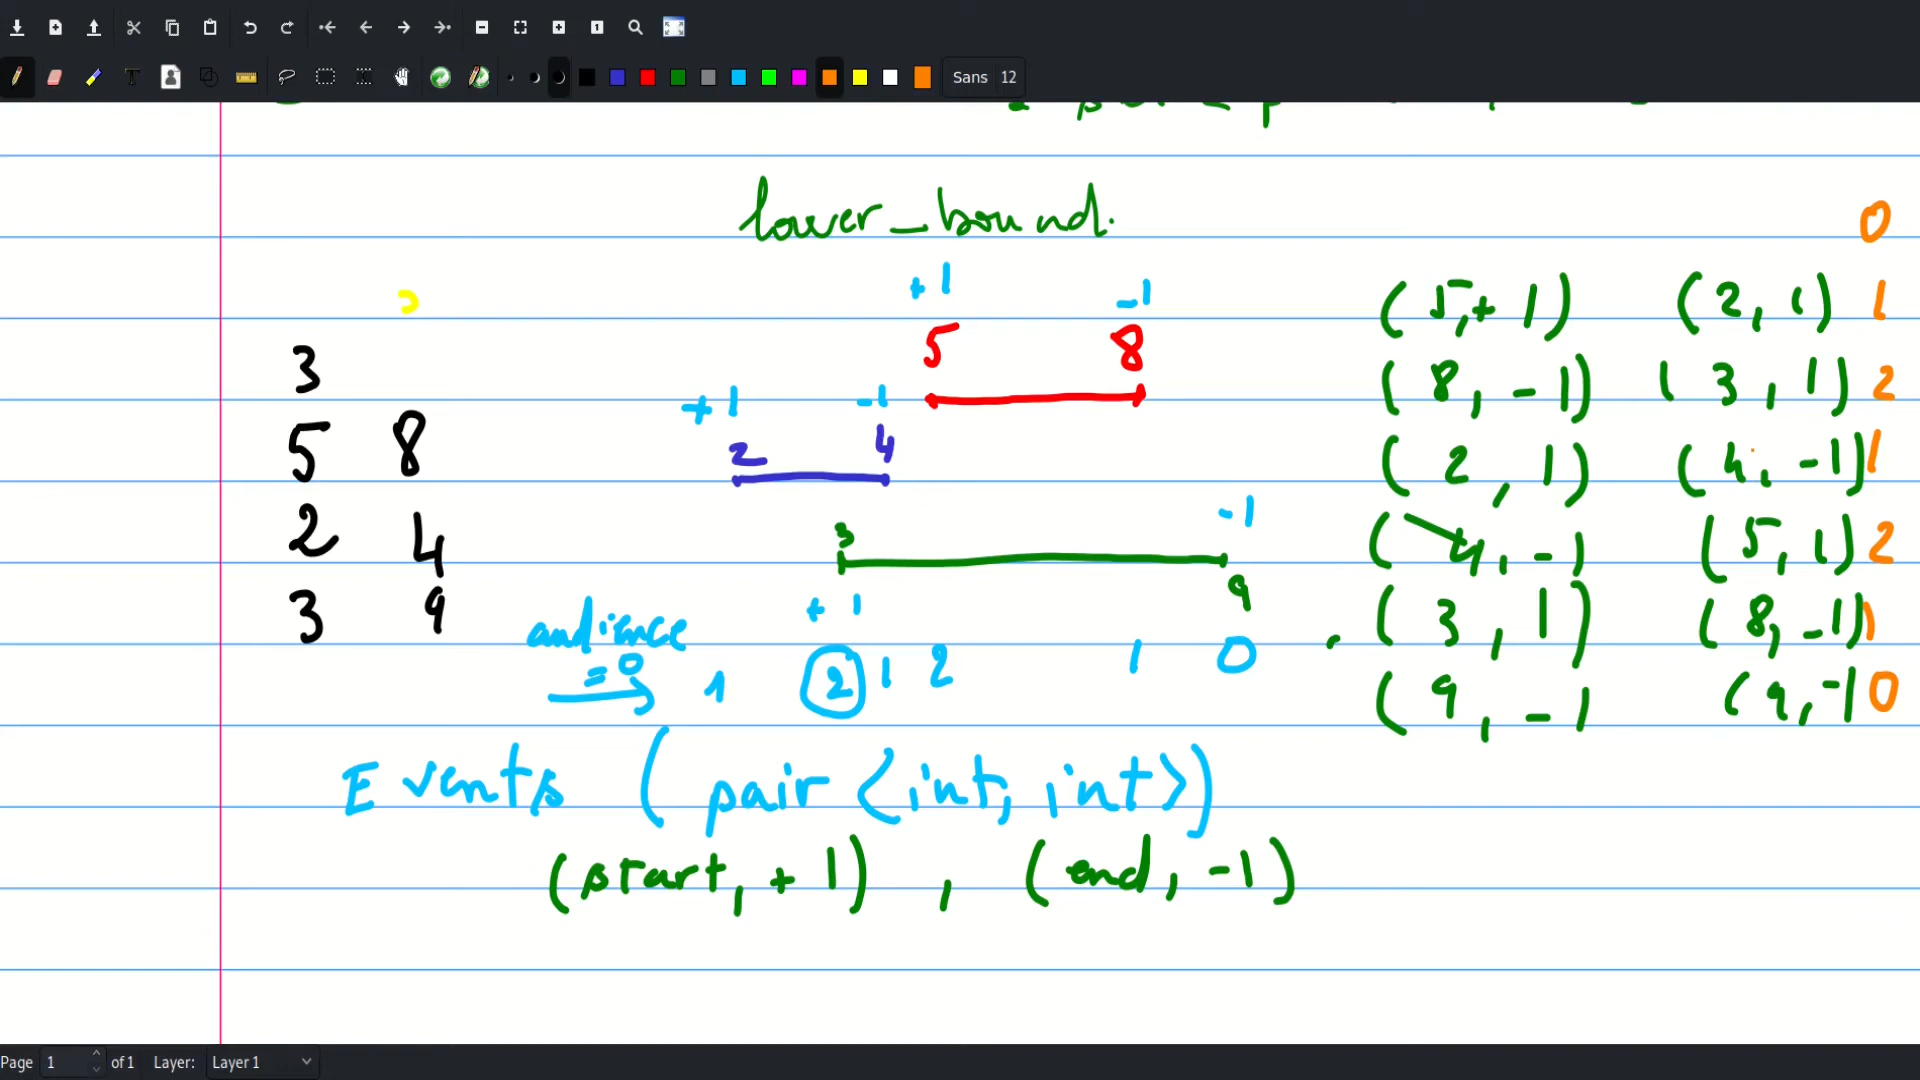 Sans 12
lower_bound.
0
+1 -1
(5,+1) (2,1) 1
5 8
3
+1 -1
(8,-1) (3,1) 2
5 8
2 4
(2,1) (4,-1) 1
2 4
3
-1
(4,-1 (5,1) 2
3 9
9
audience
+1
(3,1) (8,-1) 1
=0
1 2 1 2 1 0
(9,-1 (9,-1 0
Events (pair<int, int>)
(start, +1) , (end, -1)
Page 1 of 1 Layer: Layer 1